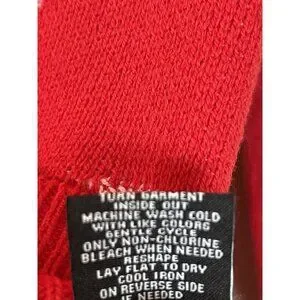 TURN GARMENT
INSIDE OUT
MACHINE WASH COLD
WITH LIKE COLORS
GENTLE CYCLE
ONLY NON-CHLORINE
BLEACH WHEN NEEDED
RESHAPE
LAY FLAT TO DRY
COOL IRON
ON REVERSE SIDE
IF NEEDED